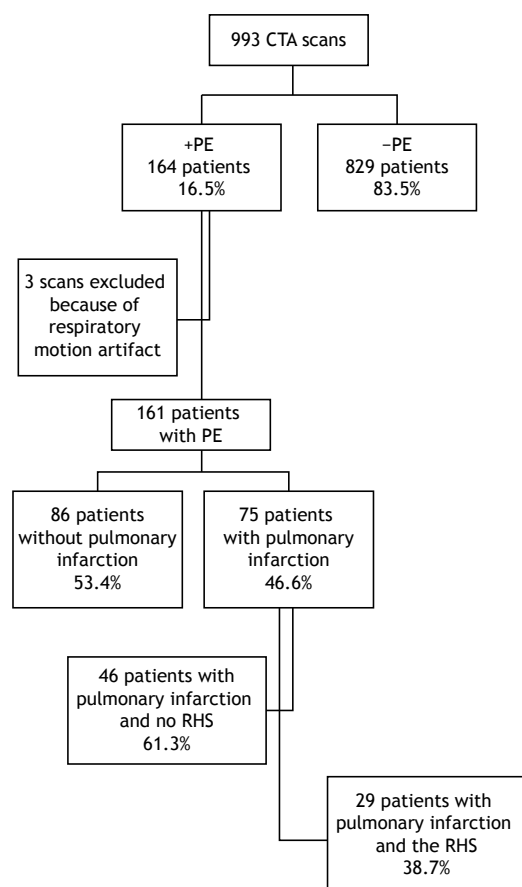 993 CTA scans
+PE
164 patients
16.5%
−PE
829 patients
83.5%
3 scans excluded
because of
respiratory
motion artifact
161 patients
with PE
86 patients
without pulmonary
infarction
53.4%
75 patients
with pulmonary
infarction
46.6%
46 patients with
pulmonary infarction
and no RHS
61.3%
29 patients with
pulmonary infarction
and the RHS
38.7%